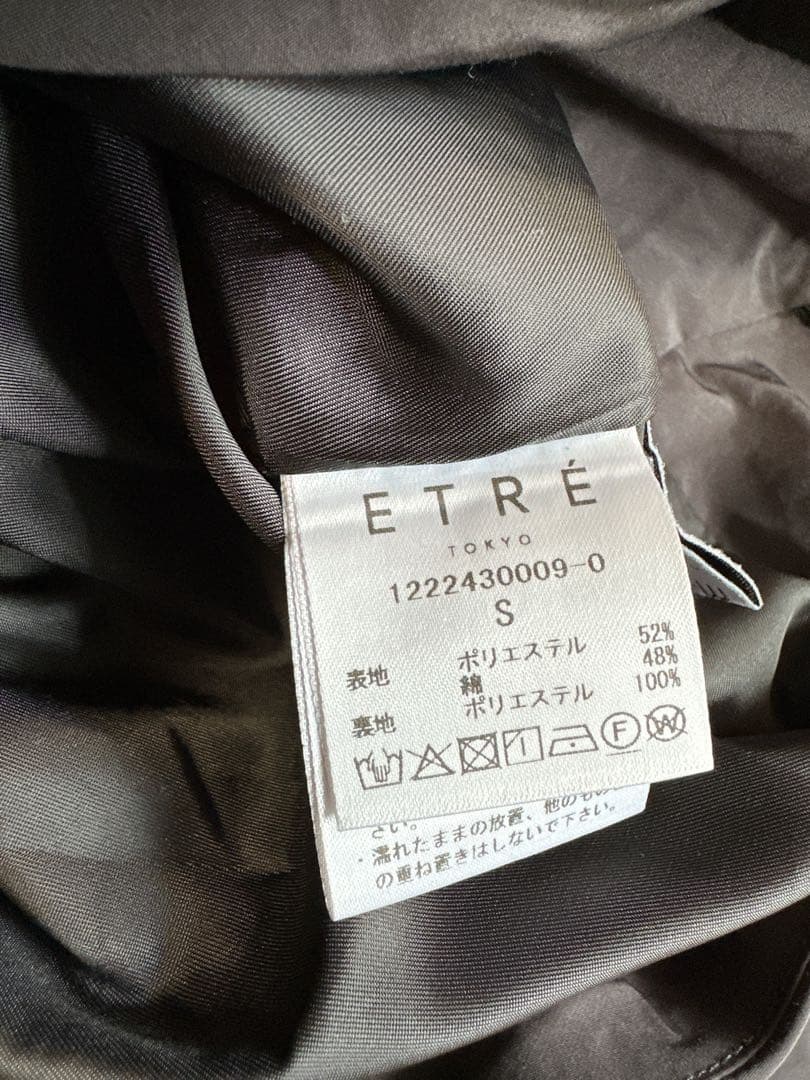 ETRÉ
TOKYO
1222430009-0
S
表地 ポリエステル 52%
綿 48%
裏地 ポリエステル 100%
F W
さい。
・濡れたままの放置、他のもの
の重ね置きはしないで下さい。